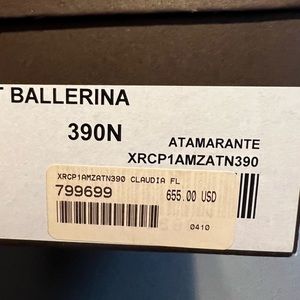 T BALLERINA
390N
ATAMARANTE
XRCP1AMZATN390
XRCP1AMZATN390 CLAUDIA FL
799699
655.00 USD
0410